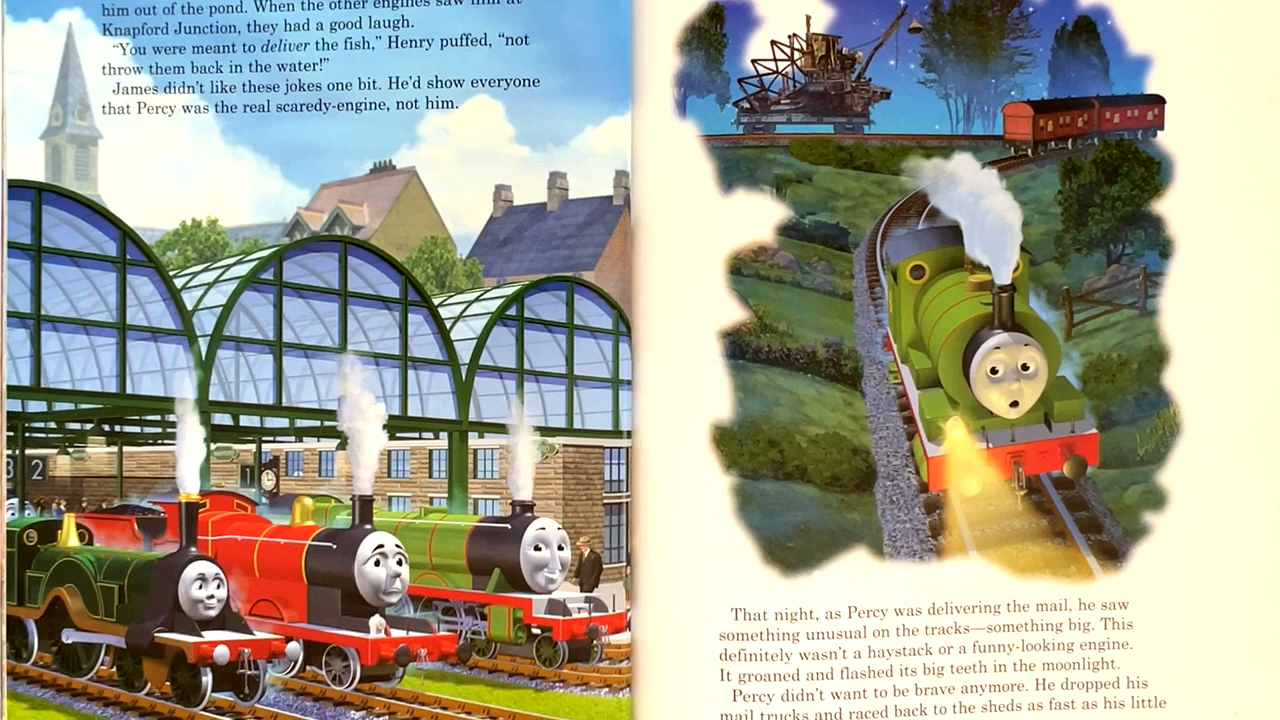 him out of the pond. When the other engines saw him at
Knapford Junction, they had a good laugh.
“You were meant to deliver the fish,” Henry puffed, “not
throw them back in the water!”
James didn’t like these jokes one bit. He’d show everyone
that Percy was the real scaredy-engine, not him.
2
That night, as Percy was delivering the mail, he saw
something unusual on the tracks—something big. This
definitely wasn’t a haystack or a funny-looking engine.
It groaned and flashed its big teeth in the moonlight.
Percy didn’t want to be brave anymore. He dropped his
mail trucks and raced back to the sheds as fast as his little